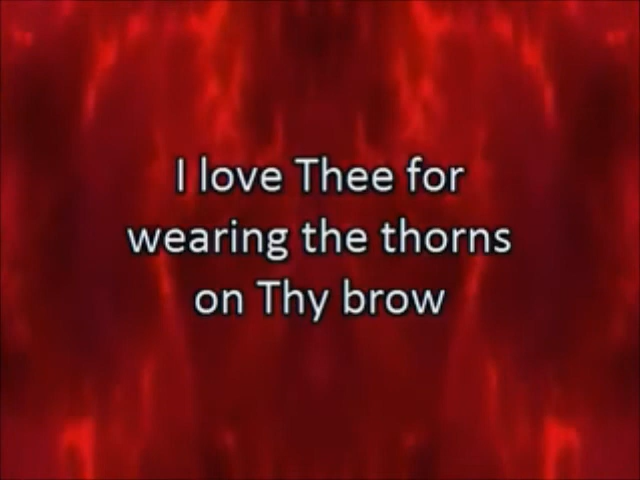 I love Thee for
wearing the thorns
on Thy brow